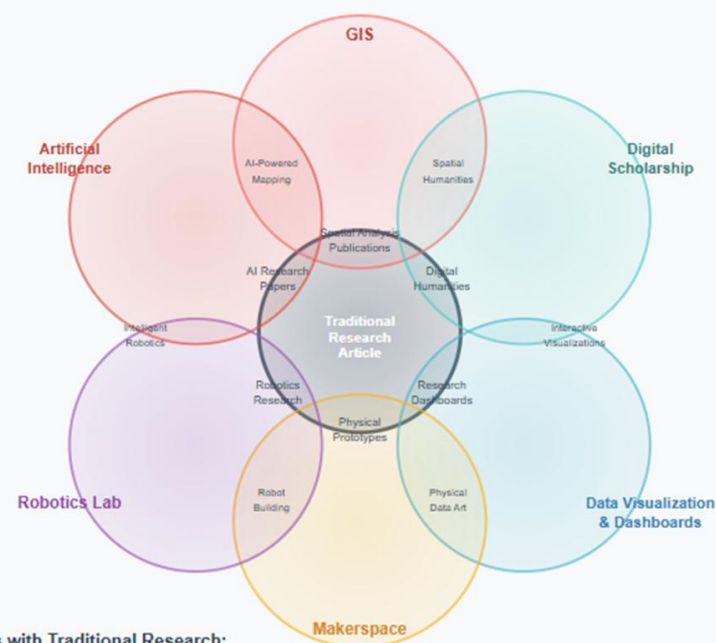 GIS
Artificial
Intelligence
Digital
Scholarship
AI-Powered
Mapping
Spatial
Humanities
Spatial Analysis
Publications
AI Research
Papers
Digital
Humanities
Traditional
Research
Article
Intelligent
Robotics
Interactive
Visualizations
Robotics
Research
Research
Dashboards
Physical
Prototypes
Robotics Lab
Robot
Building
Physical
Data Art
Data Visualization
& Dashboards
Makerspace
s with Traditional Research: